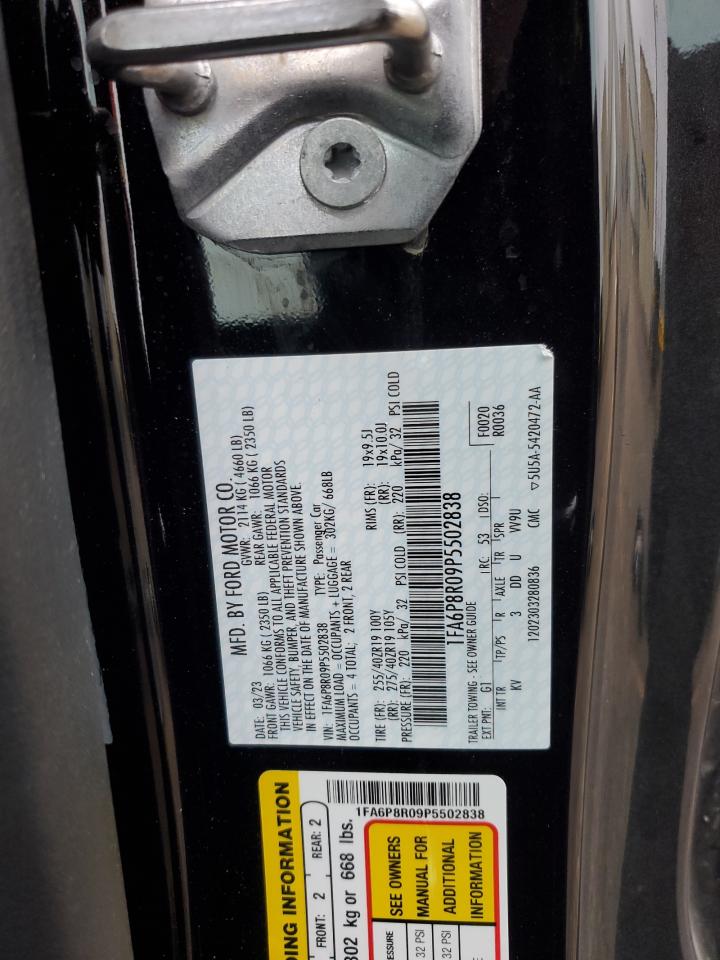 MFD. BY FORD MOTOR CO.
DATE: 03/23 GVWR: 2114 KG ( 4660 LB)
FRONT GAWR: 1066 KG ( 2350 LB) REAR GAWR: 1066 KG ( 2350 LB)
THIS VEHICLE CONFORMS TO ALL APPLICABLE FEDERAL MOTOR
VEHICLE SAFETY, BUMPER, AND THEFT PREVENTION STANDARDS
IN EFFECT ON THE DATE OF MANUFACTURE SHOWN ABOVE.
VIN: 1FA6P8R09P5502838 TYPE: Passenger Car
MAXIMUM LOAD = OCCUPANTS + LUGGAGE = 302KG/ 668LB
OCCUPANTS = 4 TOTAL: 2 FRONT, 2 REAR
TIRE (FR): 255/40ZR19 100Y RIMS (FR): 19x9.5J
(RR): 275/40ZR19 105Y (RR): 19x10.0J
PRESSURE (FR): 220 kPa/ 32 PSI COLD (RR): 220 kPa/ 32 PSI COLD
1FA6P8R09P5502838
TRAILER TOWING - SEE OWNER GUIDE F0020
EXT PNT: G1 RC: 53 DSO: R0036
INT TR TP/PS R AXLE TR SPR
KV 3 DD U W9U
1202303280836 CMC ▽5U5A-5420472-AA
DING INFORMATION
FRONT: 2 REAR: 2
302 kg or 668 lbs.
1FA6P8R09P5502838
ESSURE
32 PSI
32 PSI
SEE OWNERS
MANUAL FOR
ADDITIONAL
INFORMATION